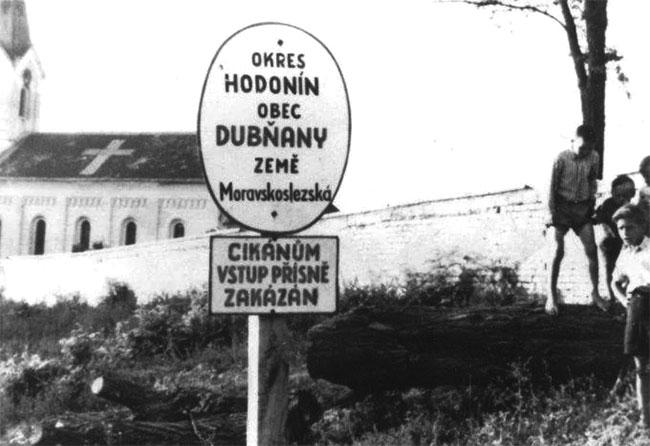 OKRES
HODONÍN
OBEC
DUBŇANY
ZEMĚ
Moravskoslezská
CIKÁNŮM
VSTUP PŘÍSNĚ
ZAKÁZÁN